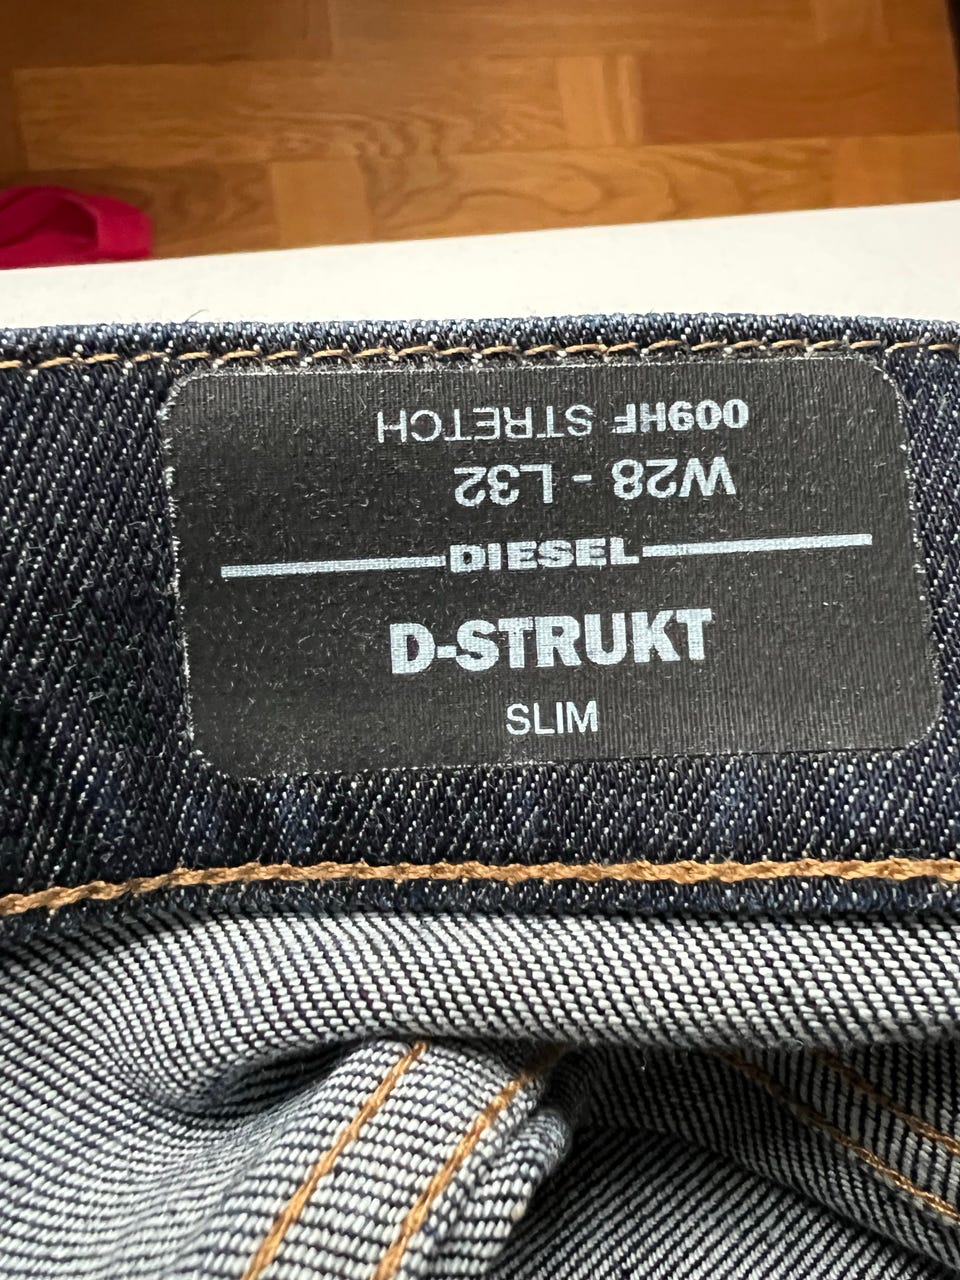 009HF STRETCH
W28 - L32
DIESEL
D-STRUKT
SLIM